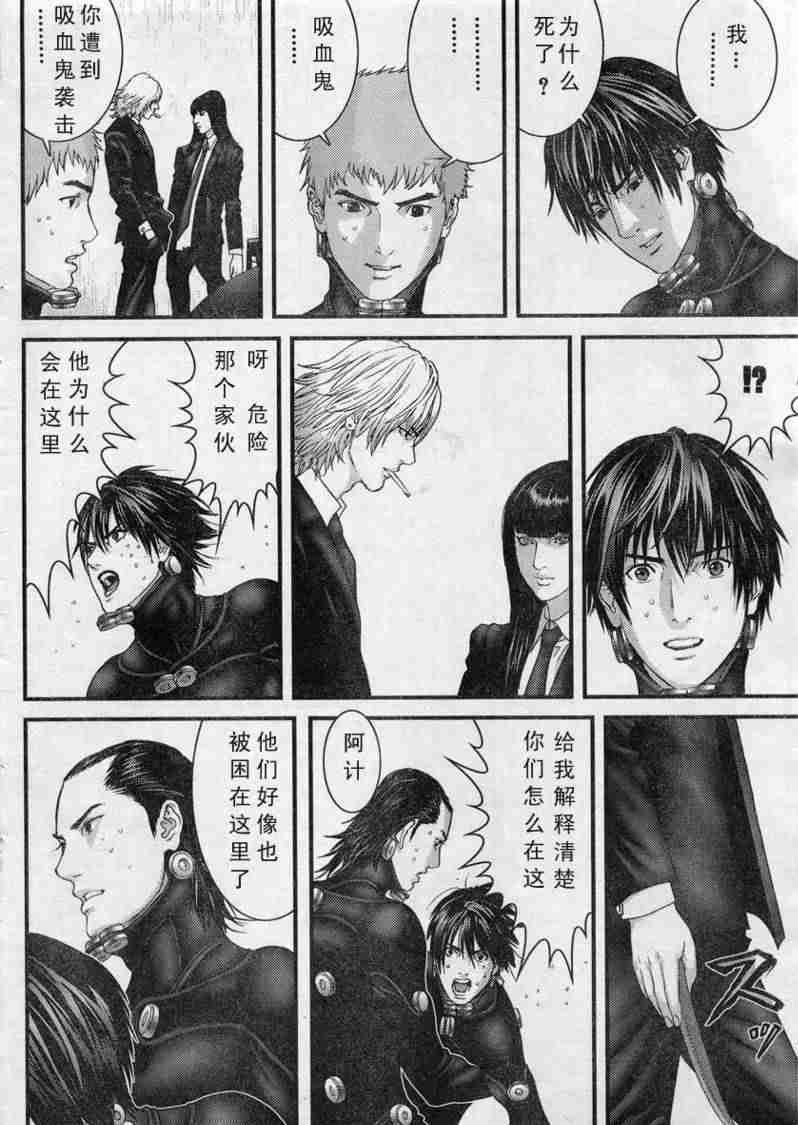 我…
………
为什么
死了？
………
………
吸血鬼
………
你遭到
吸血鬼袭击
………
!?
呀 危险
那个家伙
他为什么
会在这里
ズッ
给我解释清楚
你们怎么在这
阿计
他们好像也
被困在这里了